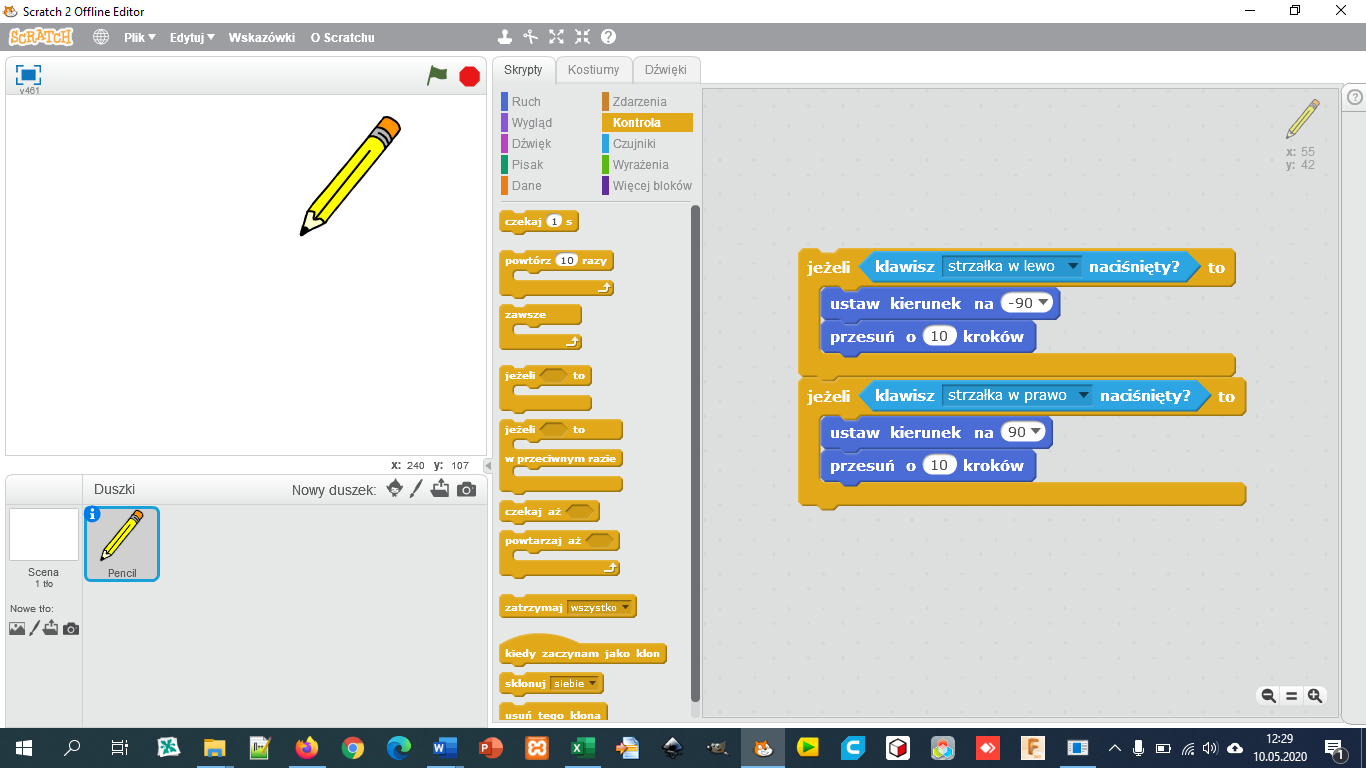 Scratch 2 Offline Editor
SCRATCH Plik Edytuj Wskazówki O Scratchu
v461
Skrypty Kostiumy Dźwięki
Ruch Zdarzenia
Wygląd Kontrola
Dźwięk Czujniki
Pisak Wyrażenia
Dane Więcej bloków
czekaj 1 s
powtórz 10 razy
zawsze
jeżeli to
jeżeli to
w przeciwnym razie
czekaj aż
powtarzaj aż
zatrzymaj wszystko
kiedy zaczynam jako klon
sklonuj siebie
usuń tego klona
x: 55
y: 42
jeżeli klawisz strzałka w lewo naciśnięty? to
ustaw kierunek na -90
przesuń o 10 kroków
jeżeli klawisz strzałka w prawo naciśnięty? to
ustaw kierunek na 90
przesuń o 10 kroków
x: 240 y: 107
Duszki Nowy duszek:
Pencil
Scena
1 tło
Nowe tło:
12:29
10.05.2020
1